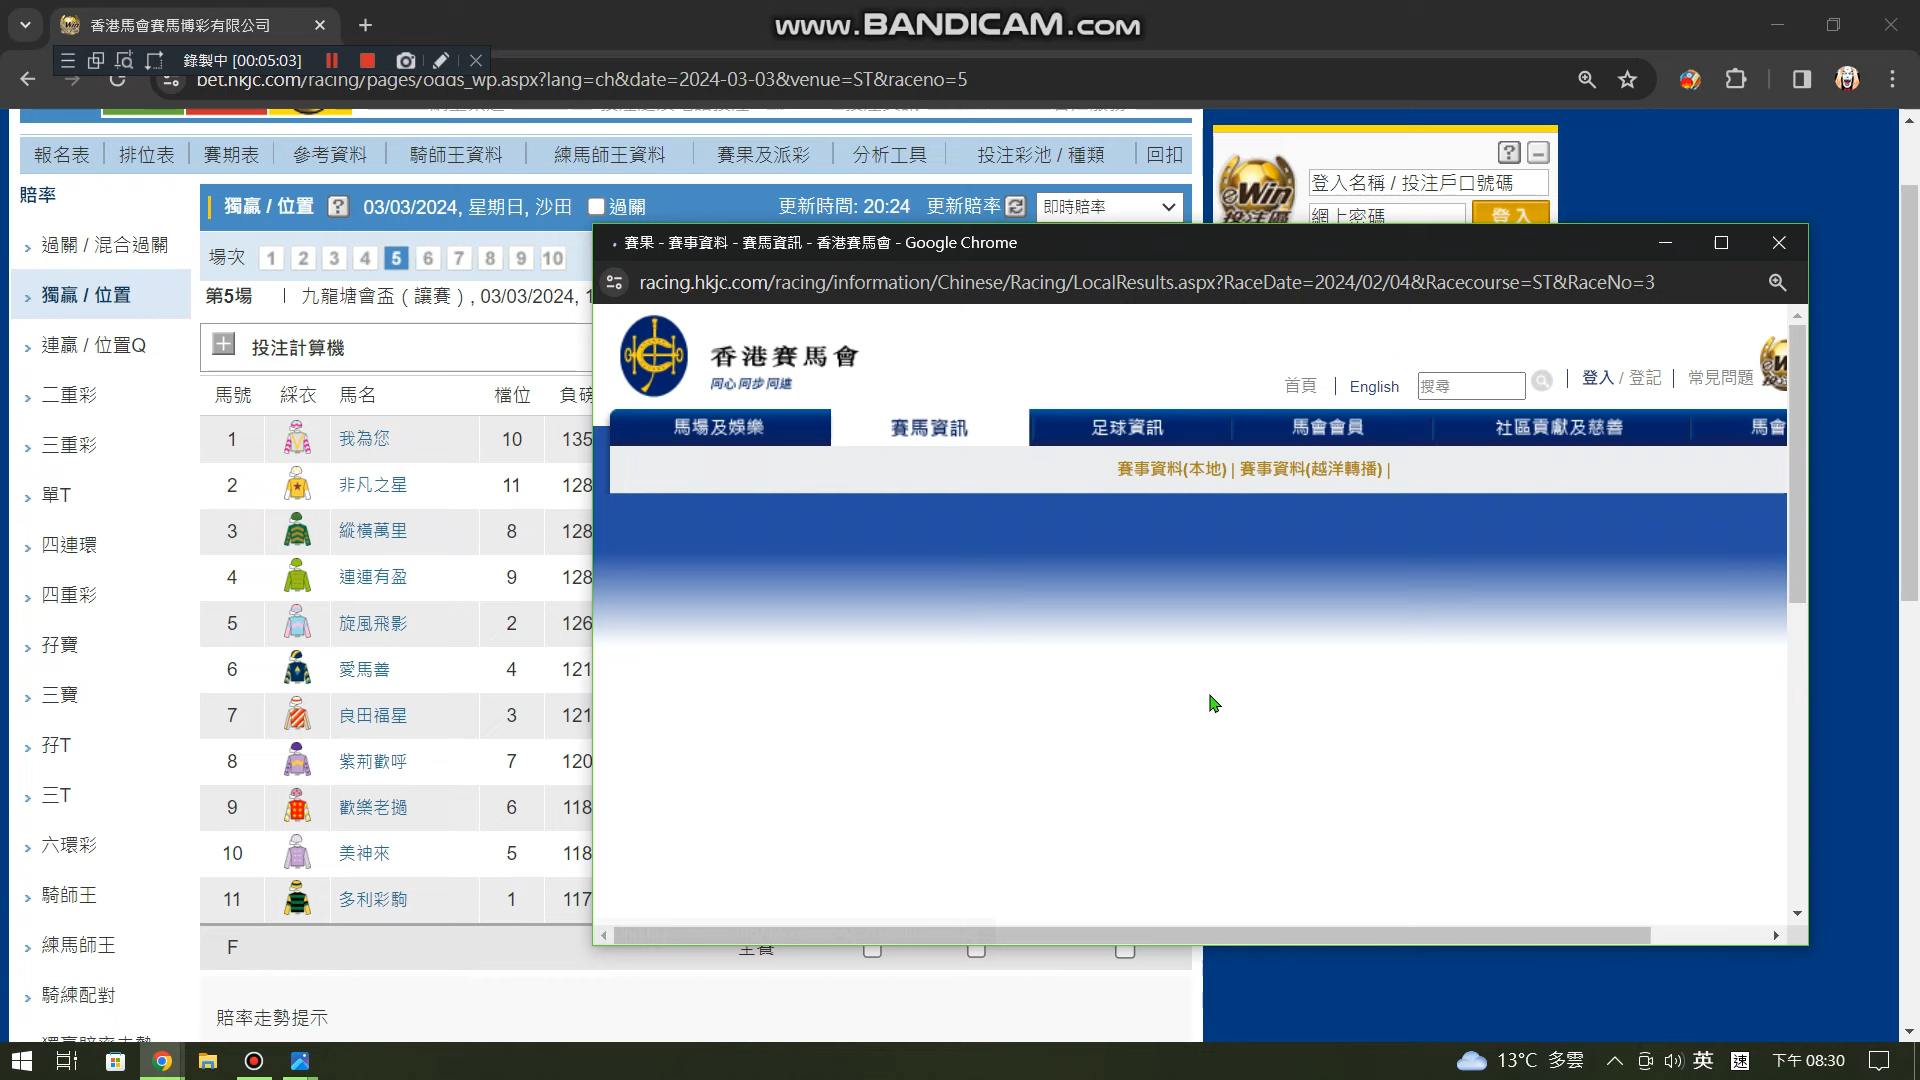 www.BANDICAM.com
香港馬會賽馬博彩有限公司
錄製中 [00:05:03]
bet.hkjc.com/racing/pages/odds_wp.aspx?lang=ch&date=2024-03-03&venue=ST&raceno=5
報名表 排位表 賽期表 參考資料 騎師王資料 練馬師王資料 賽果及派彩 分析工具 投注彩池 / 種類 回扣
賠率
過關 / 混合過關
獨贏 / 位置
連贏 / 位置Q
二重彩
三重彩
單T
四連環
四重彩
孖寶
三寶
孖T
三T
六環彩
騎師王
練馬師王
騎練配對
獨贏 / 位置 ? 03/03/2024, 星期日, 沙田 過關 更新時間: 20:24 更新賠率 即時賠率
場次 1 2 3 4 5 6 7 8 9 10
第5場 | 九龍塘會盃 ( 讓賽 ) , 03/03/2024, 1
投注計算機
馬號 綵衣 馬名 檔位 負磅
1 我為您 10 135
2 非凡之星 11 128
3 縱橫萬里 8 128
4 連連有盈 9 128
5 旋風飛影 2 126
6 愛馬善 4 121
7 良田福星 3 121
8 紫荊歡呼 7 120
9 歡樂老撾 6 118
10 美神來 5 118
11 多利彩駒 1 117
F 全餐
賠率走勢提示
eWin
投注區
登入名稱 / 投注戶口號碼
網上密碼
登入
賽果 - 賽事資料 - 賽馬資訊 - 香港賽馬會 - Google Chrome
racing.hkjc.com/racing/information/Chinese/Racing/LocalResults.aspx?RaceDate=2024/02/04&Racecourse=ST&RaceNo=3
香港賽馬會
同心同步同進
首頁 | English 搜尋 | 登入 / 登記 | 常見問題
馬場及娛樂 賽馬資訊 足球資訊 馬會會員 社區貢獻及慈善 馬會
賽事資料(本地) | 賽事資料(越洋轉播) |
13°C 多雲 英 速 下午 08:30